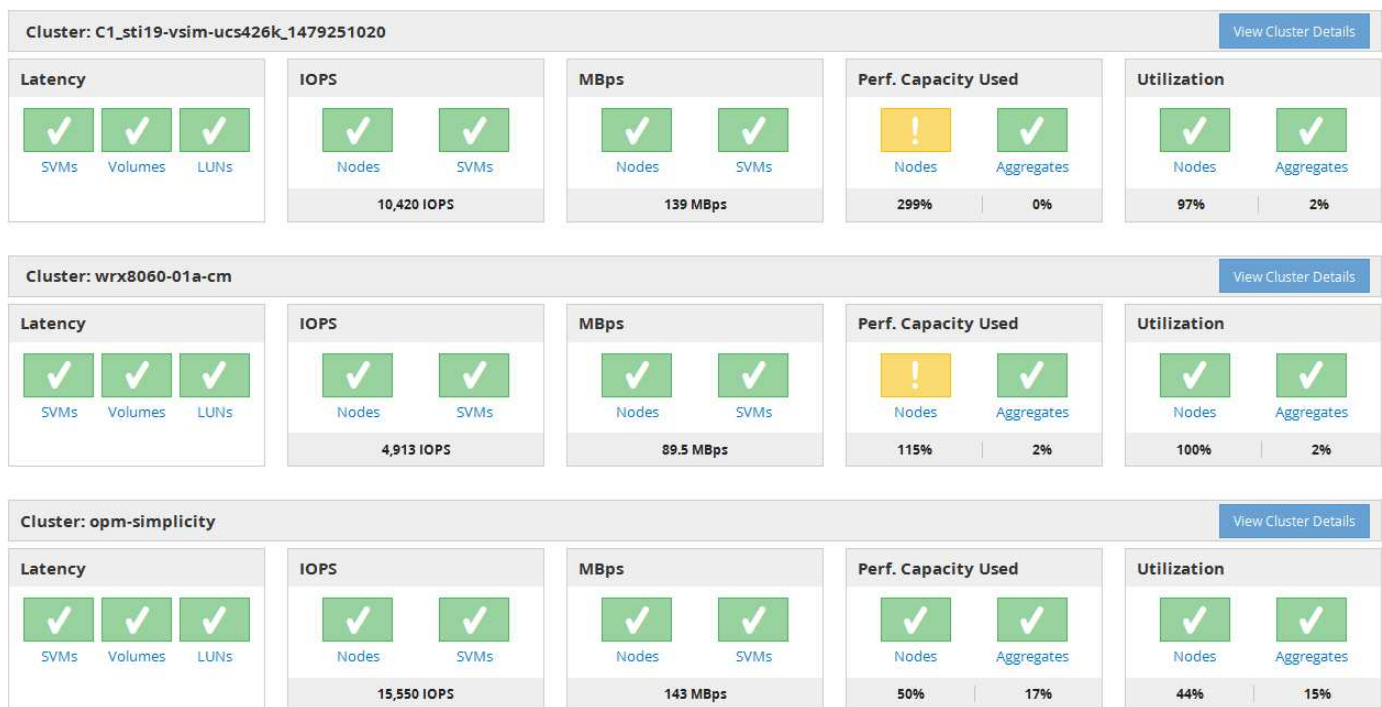 Cluster: C1_sti19-vsim-ucs426k_1479251020 View Cluster Details
Latency IOPS MBps Perf. Capacity Used Utilization
SVMs Volumes LUNs Nodes SVMs Nodes SVMs Nodes Aggregates Nodes Aggregates
10,420 IOPS 139 MBps 299% 0% 97% 2%
Cluster: wrx8060-01a-cm View Cluster Details
Latency IOPS MBps Perf. Capacity Used Utilization
SVMs Volumes LUNs Nodes SVMs Nodes SVMs Nodes Aggregates Nodes Aggregates
4,913 IOPS 89.5 MBps 115% 2% 100% 2%
Cluster: opm-simplicity View Cluster Details
Latency IOPS MBps Perf. Capacity Used Utilization
SVMs Volumes LUNs Nodes SVMs Nodes SVMs Nodes Aggregates Nodes Aggregates
15,550 IOPS 143 MBps 50% 17% 44% 15%